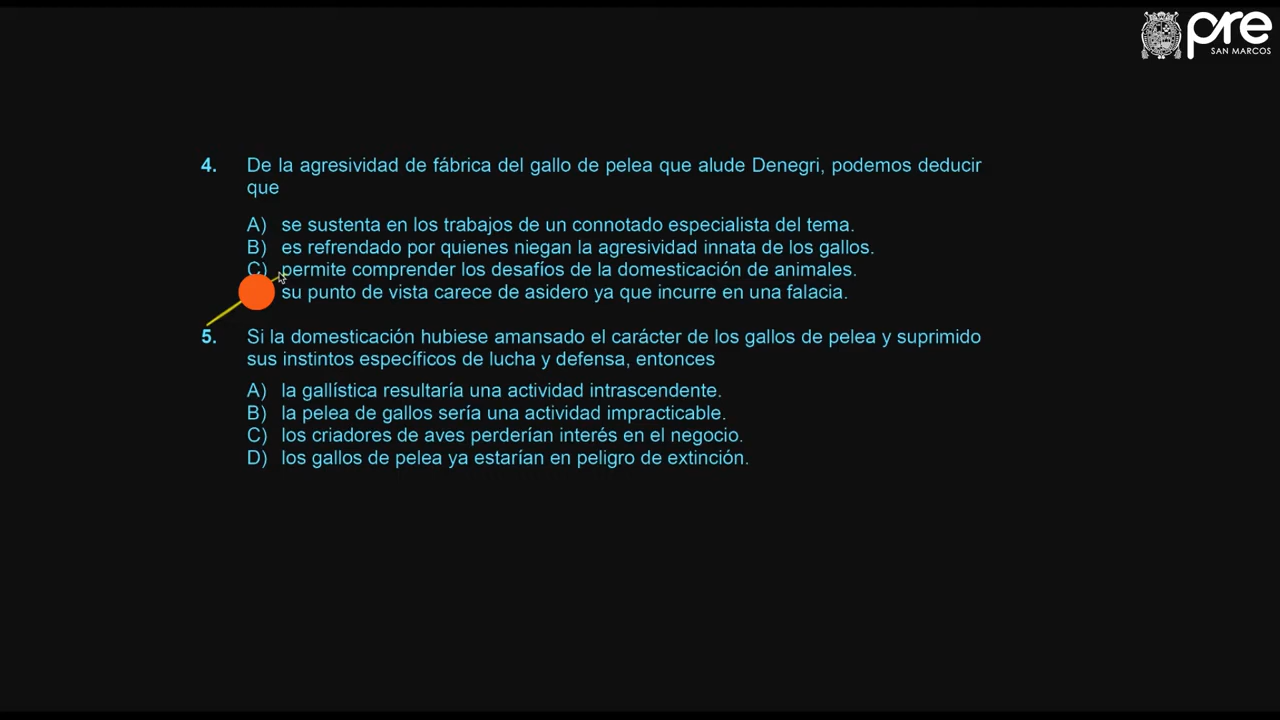 pre
SAN MARCOS
4. De la agresividad de fábrica del gallo de pelea que alude Denegri, podemos deducir
que
A) se sustenta en los trabajos de un connotado especialista del tema.
B) es refrendado por quienes niegan la agresividad innata de los gallos.
C) permite comprender los desafíos de la domesticación de animales.
su punto de vista carece de asidero ya que incurre en una falacia.
5. Si la domesticación hubiese amansado el carácter de los gallos de pelea y suprimido
sus instintos específicos de lucha y defensa, entonces
A) la gallística resultaría una actividad intrascendente.
B) la pelea de gallos sería una actividad impracticable.
C) los criadores de aves perderían interés en el negocio.
D) los gallos de pelea ya estarían en peligro de extinción.